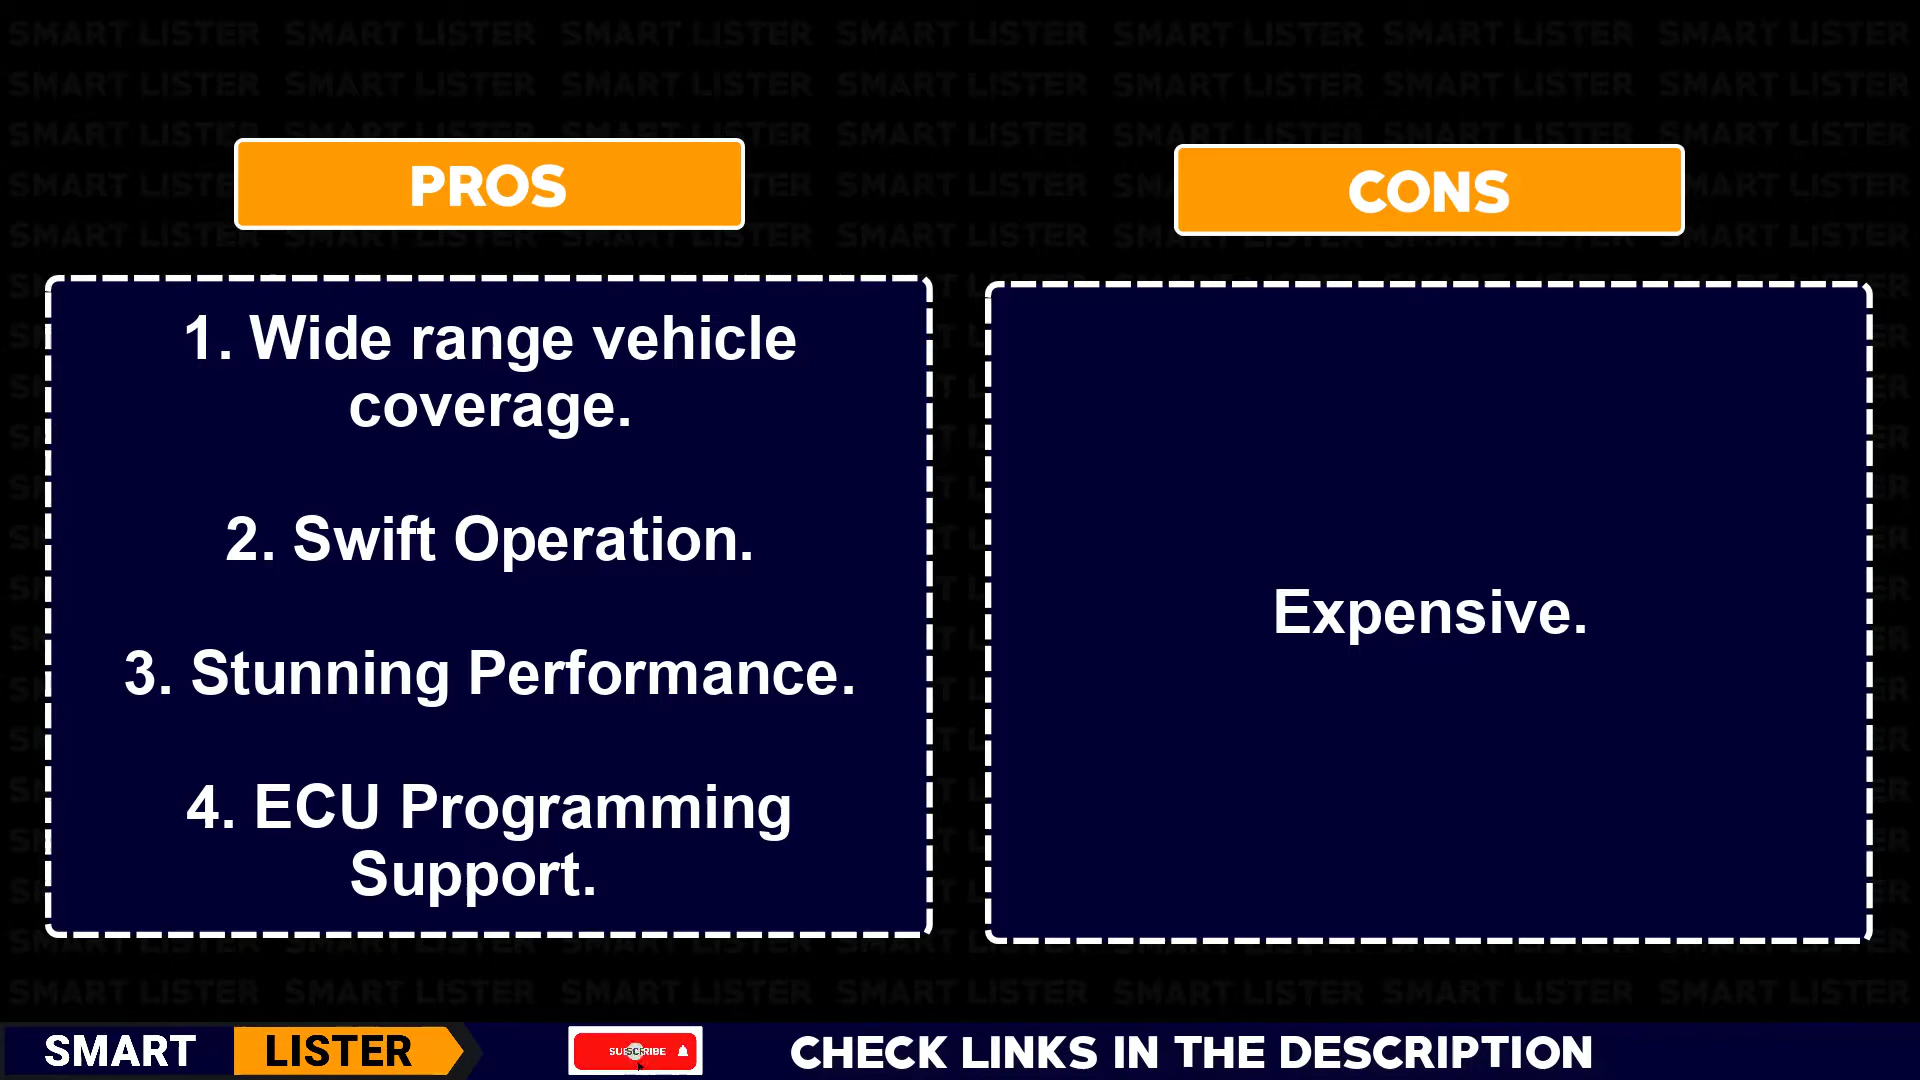 PROS
1. Wide range vehicle
coverage.
2. Swift Operation.
3. Stunning Performance.
4. ECU Programming
Support.
CONS
Expensive.
SMART LISTER
SUBSCRIBE
CHECK LINKS IN THE DESCRIPTION